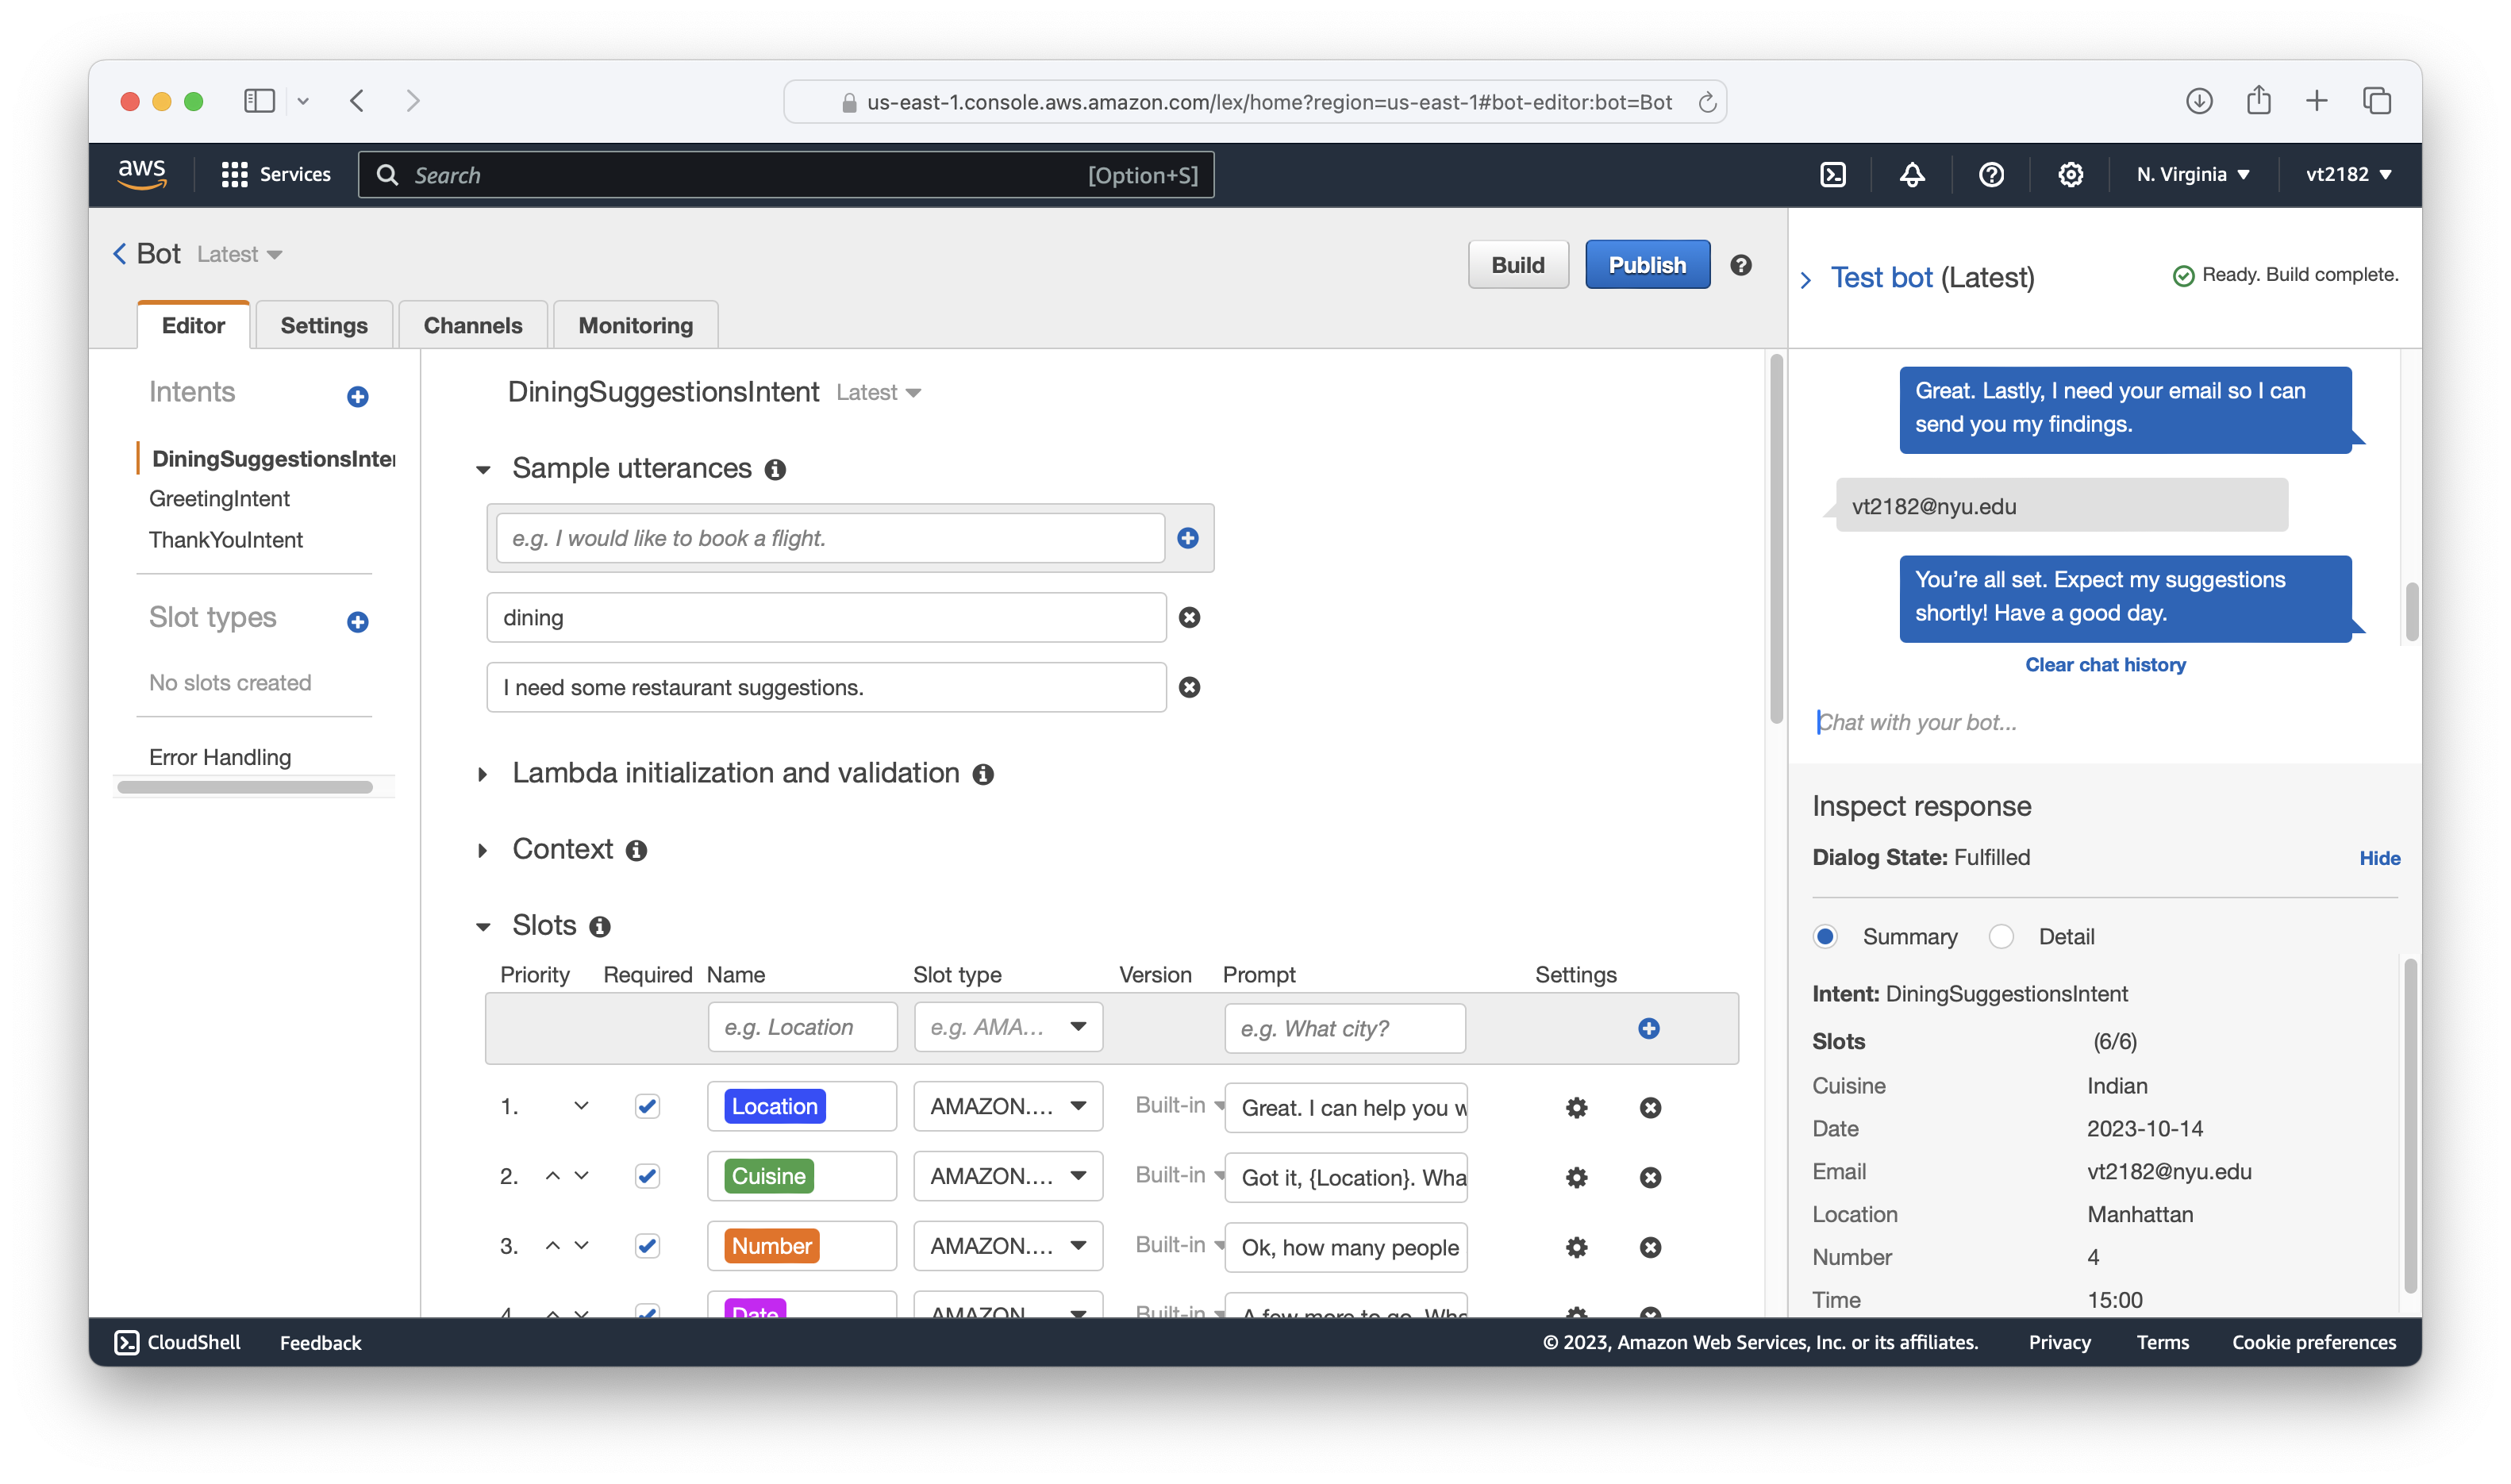 us-east-1.console.aws.amazon.com/lex/home?region=us-east-1#bot-editor:bot=Bot
aws
Services
Search
[Option+S]
N. Virginia
vt2182
Bot Latest
Build
Publish
Editor
Settings
Channels
Monitoring
Intents
DiningSuggestionsInte
GreetingIntent
ThankYouIntent
Slot types
No slots created
Error Handling
DiningSuggestionsIntent Latest
Sample utterances
e.g. I would like to book a flight.
dining
I need some restaurant suggestions.
Lambda initialization and validation
Context
Slots
Priority Required Name Slot type Version Prompt Settings
e.g. Location e.g. AMA... e.g. What city?
1. Location AMAZON.... Built-in Great. I can help you w
2. Cuisine AMAZON.... Built-in Got it, {Location}. Wha
3. Number AMAZON.... Built-in Ok, how many people
4. Date AMAZON.... Built-in A few more to go. Wha
Test bot (Latest)
Ready. Build complete.
Great. Lastly, I need your email so I can
send you my findings.
vt2182@nyu.edu
You're all set. Expect my suggestions
shortly! Have a good day.
Clear chat history
Chat with your bot...
Inspect response
Dialog State: Fulfilled
Hide
Summary Detail
Intent: DiningSuggestionsIntent
Slots (6/6)
Cuisine Indian
Date 2023-10-14
Email vt2182@nyu.edu
Location Manhattan
Number 4
Time 15:00
CloudShell
Feedback
© 2023, Amazon Web Services, Inc. or its affiliates.
Privacy
Terms
Cookie preferences